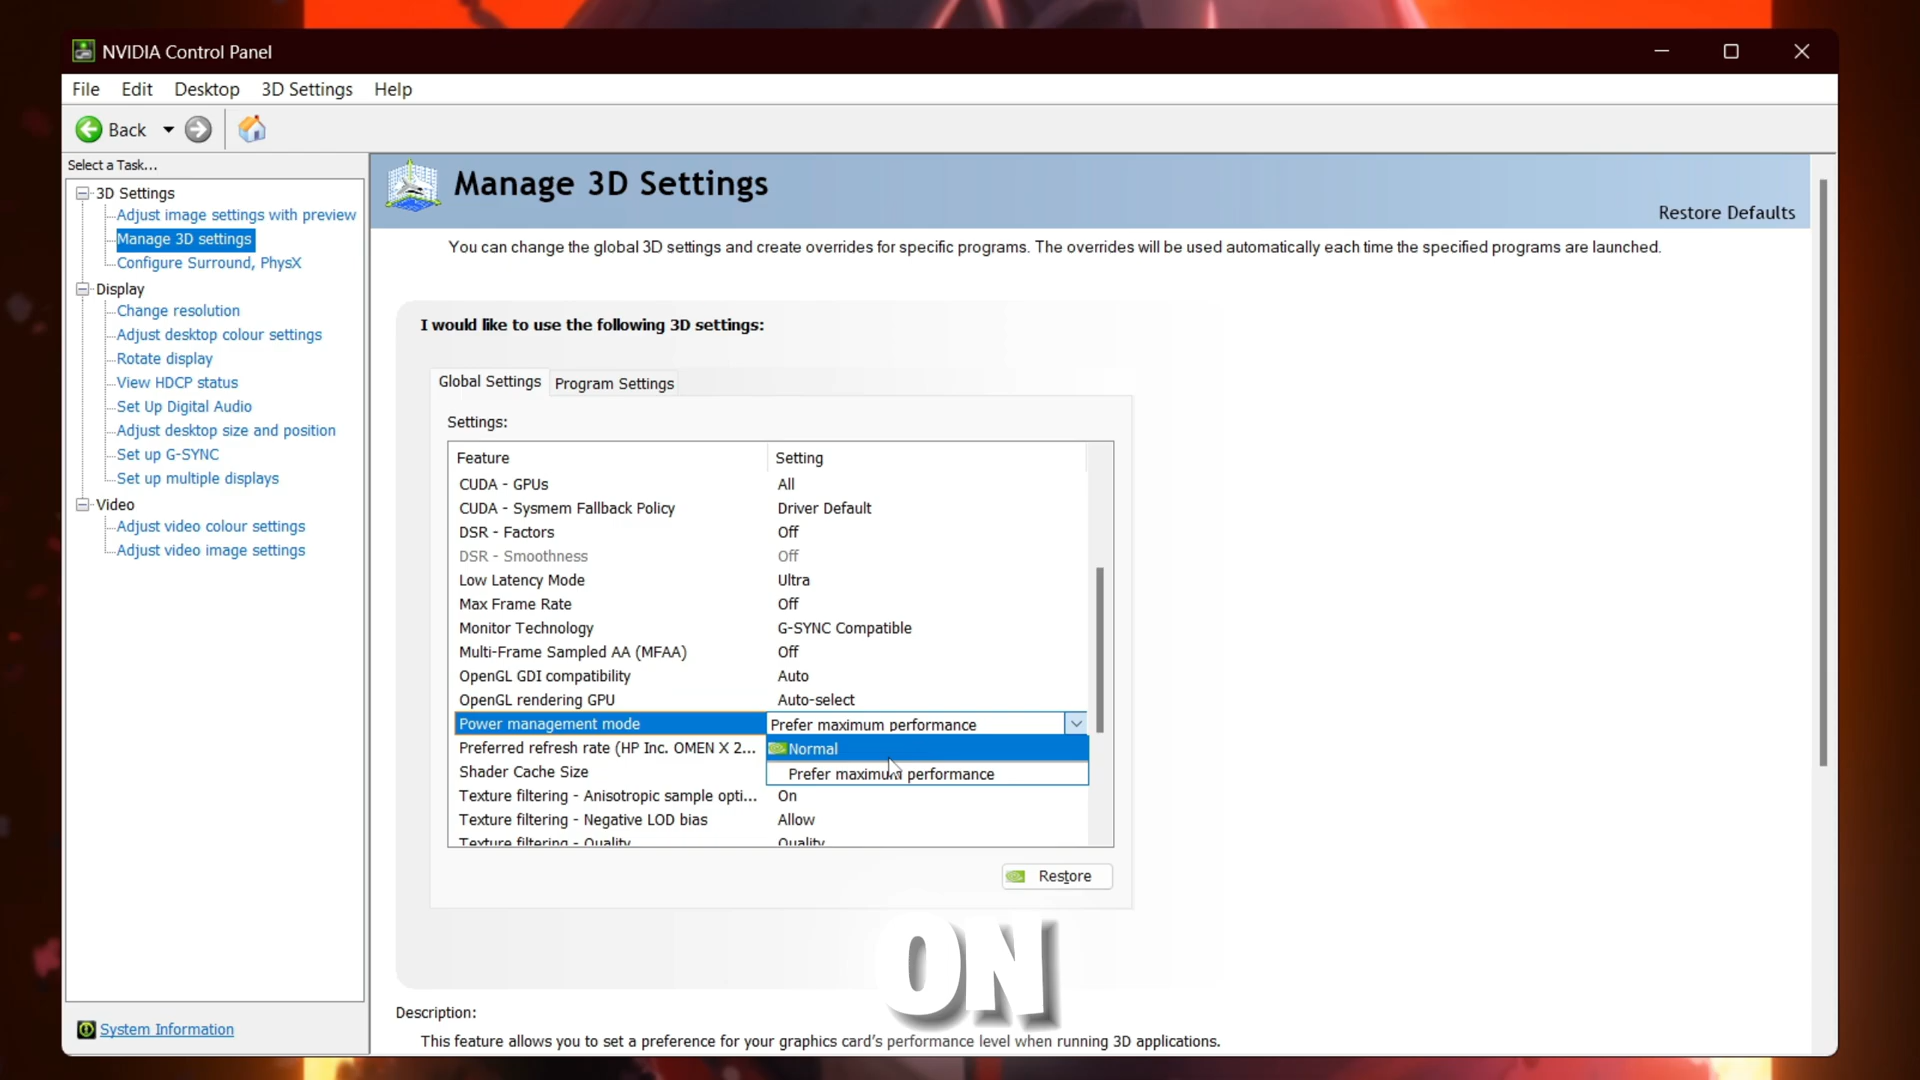 NVIDIA Control Panel
File Edit Desktop 3D Settings Help
Back
Select a Task...
3D Settings
Adjust image settings with preview
Manage 3D settings
Configure Surround, PhysX
Display
Change resolution
Adjust desktop colour settings
Rotate display
View HDCP status
Set Up Digital Audio
Adjust desktop size and position
Set up G-SYNC
Set up multiple displays
Video
Adjust video colour settings
Adjust video image settings
System Information
Manage 3D Settings
Restore Defaults
You can change the global 3D settings and create overrides for specific programs. The overrides will be used automatically each time the specified programs are launched.
I would like to use the following 3D settings:
Global Settings Program Settings
Settings:
Feature Setting
CUDA - GPUs All
CUDA - Sysmem Fallback Policy Driver Default
DSR - Factors Off
DSR - Smoothness Off
Low Latency Mode Ultra
Max Frame Rate Off
Monitor Technology G-SYNC Compatible
Multi-Frame Sampled AA (MFAA) Off
OpenGL GDI compatibility Auto
OpenGL rendering GPU Auto-select
Power management mode Prefer maximum performance
Preferred refresh rate (HP Inc. OMEN X 2... Normal
Shader Cache Size Prefer maximum performance
Texture filtering - Anisotropic sample opti... On
Texture filtering - Negative LOD bias Allow
Texture filtering - Quality Quality
Restore
ON
Description:
This feature allows you to set a preference for your graphics card's performance level when running 3D applications.